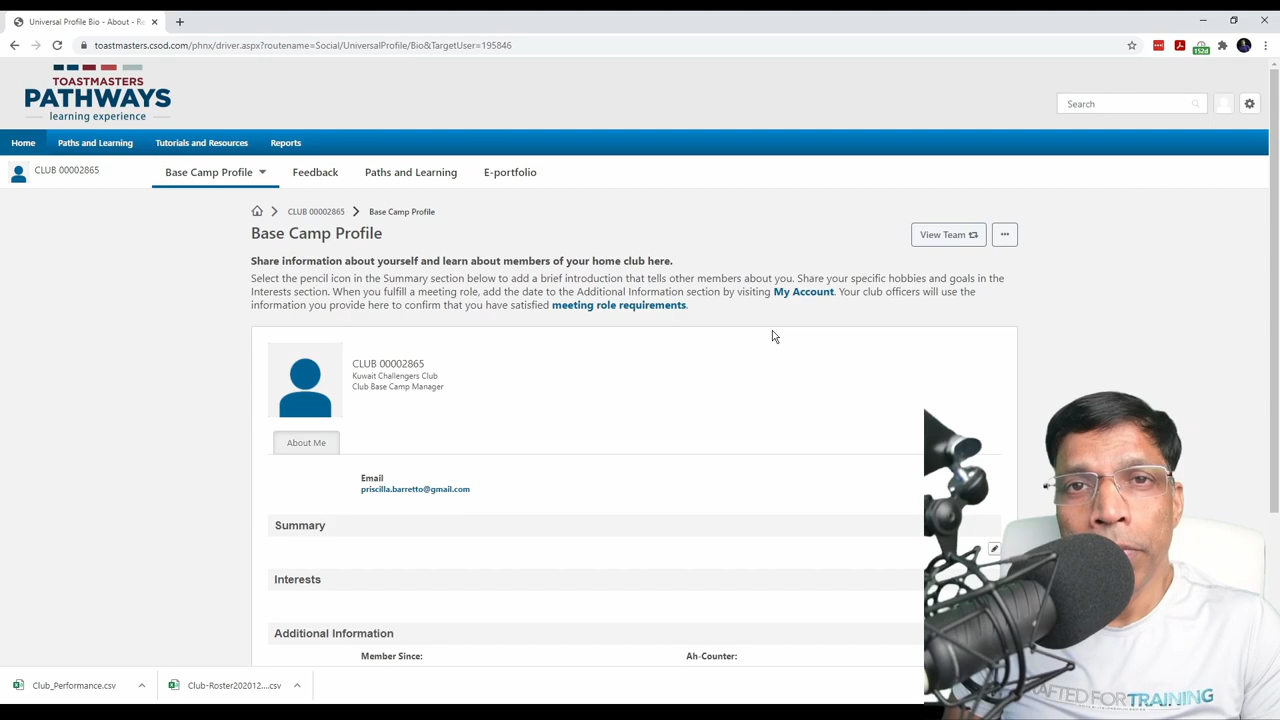 Universal Profile Bio - About - Re
toastmasters.csod.com/phnx/driver.aspx?routename=Social/UniversalProfile/Bio&TargetUser=195846
152d
TOASTMASTERS
PATHWAYS
learning experience
Search
Home Paths and Learning Tutorials and Resources Reports
CLUB 00002865
Base Camp Profile Feedback Paths and Learning E-portfolio
CLUB 00002865 Base Camp Profile
Base Camp Profile
View Team
Share information about yourself and learn about members of your home club here.
Select the pencil icon in the Summary section below to add a brief introduction that tells other members about you. Share your specific hobbies and goals in the
Interests section. When you fulfill a meeting role, add the date to the Additional Information section by visiting My Account. Your club officers will use the
information you provide here to confirm that you have satisfied meeting role requirements.
CLUB 00002865
Kuwait Challengers Club
Club Base Camp Manager
About Me
Email
priscilla.barretto@gmail.com
Summary
Interests
Additional Information
Member Since: Ah-Counter:
Club_Performance.csv Club-Roster202012....csv
RAFTED FOR TRAINING